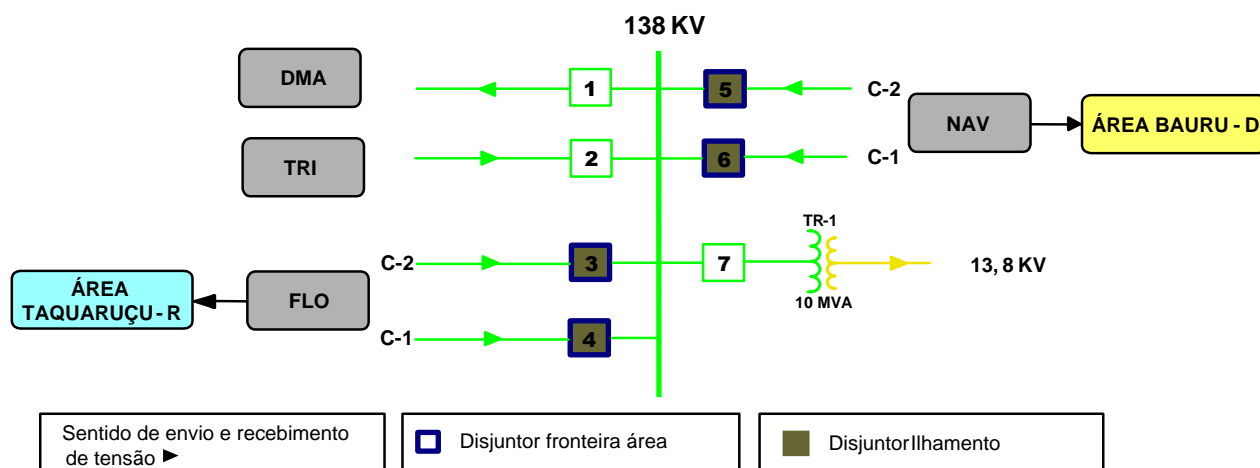 138 KV
DMA
1
5
C-2
NAV
ÁREA BAURU - D
TRI
2
6
C-1
TR-1
C-2
3
7
13, 8 KV
ÁREA
TAQUARUÇU - R
FLO
10 MVA
C-1
4
Sentido de envio e recebimento
de tensão
Disjuntor fronteira área
Disjuntor Ilhamento